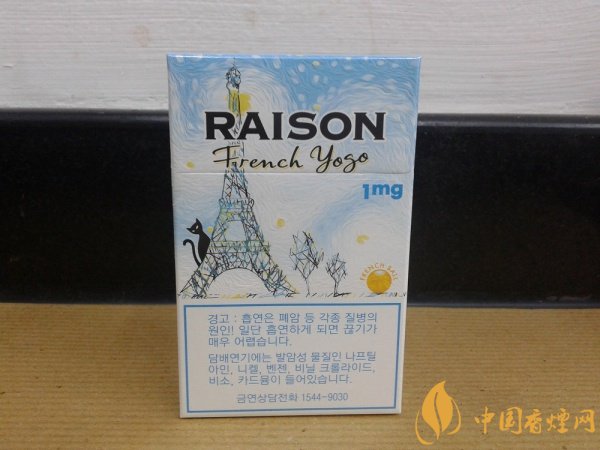 RAISON
French Yogo
1mg
FRENCH BALL
경고 : 흡연은 폐암 등 각종 질병의
원인! 일단 흡연하게 되면 끊기가
매우 어렵습니다.
담배연기에는 발암성 물질인 나프틸
아민, 니켈, 벤젠, 비닐 크롤라이드,
비소, 카드뮴이 들어있습니다.
금연상담전화 1544-9030
中国香烟网